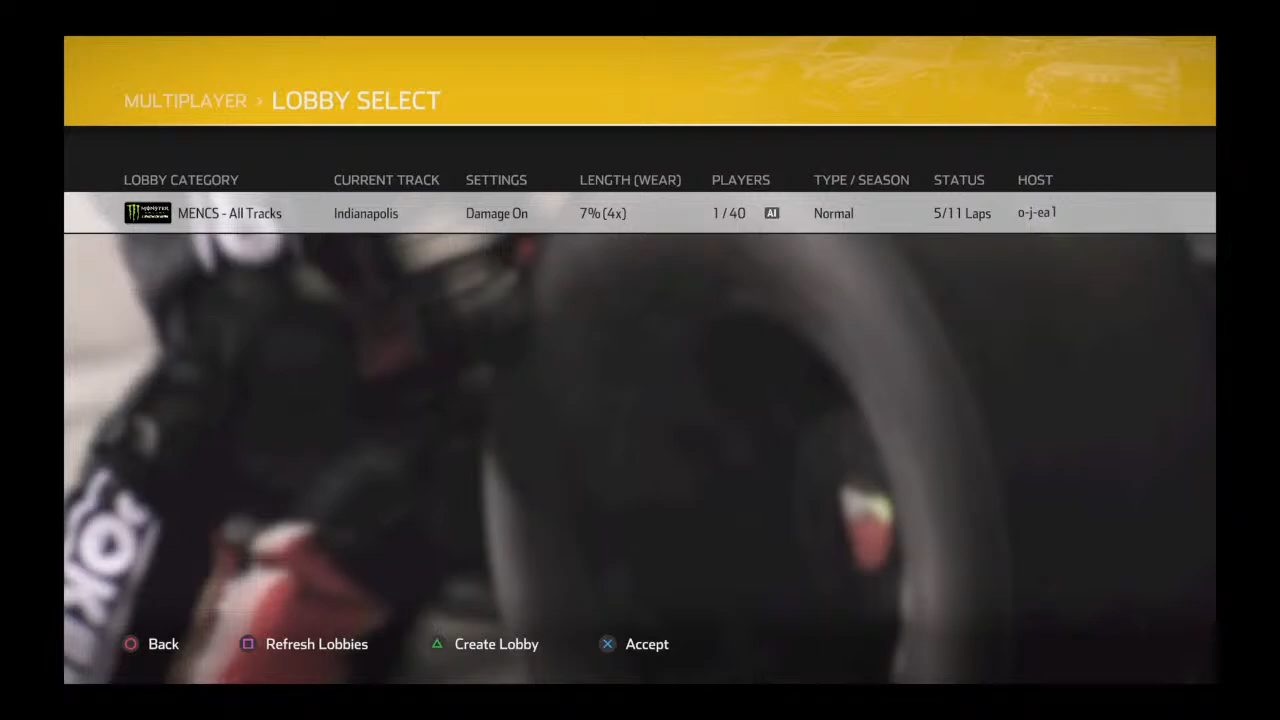 MULTIPLAYER › LOBBY SELECT
LOBBY CATEGORY CURRENT TRACK SETTINGS LENGTH (WEAR) PLAYERS TYPE / SEASON STATUS HOST
MONSTER MENCS - All Tracks Indianapolis Damage On 7% (4x) 1 / 40 AI Normal 5/11 Laps o-j-ea1
Back Refresh Lobbies Create Lobby Accept